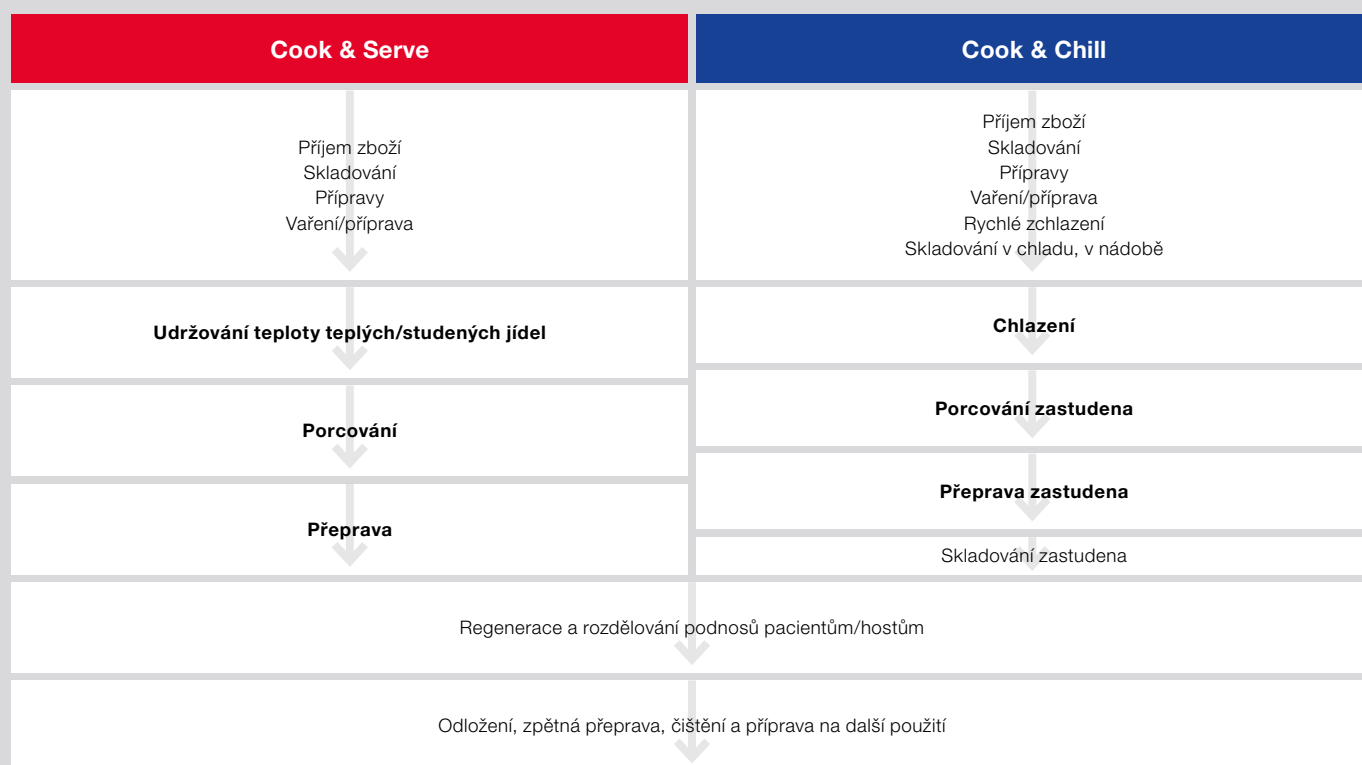 Cook & Serve
Příjem zboží
Skladování
Přípravy
Vaření/příprava
Udržování teploty teplých/studených jídel
Porcování
Přeprava
Cook & Chill
Příjem zboží
Skladování
Přípravy
Vaření/příprava
Rychlé zchlazení
Skladování v chladu, v nádobě
Chlazení
Porcování zastudena
Přeprava zastudena
Skladování zastudena
Regenerace a rozdělování podnosů pacientům/hostům
Odložení, zpětná přeprava, čištění a příprava na další použití